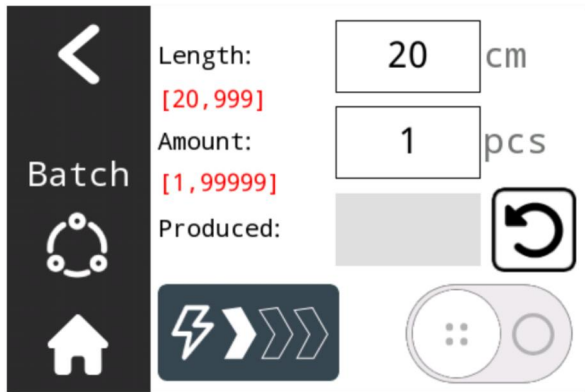 Length: 20 cm
[20,999]
Amount: 1 pcs
[1,99999]
Batch
Produced: